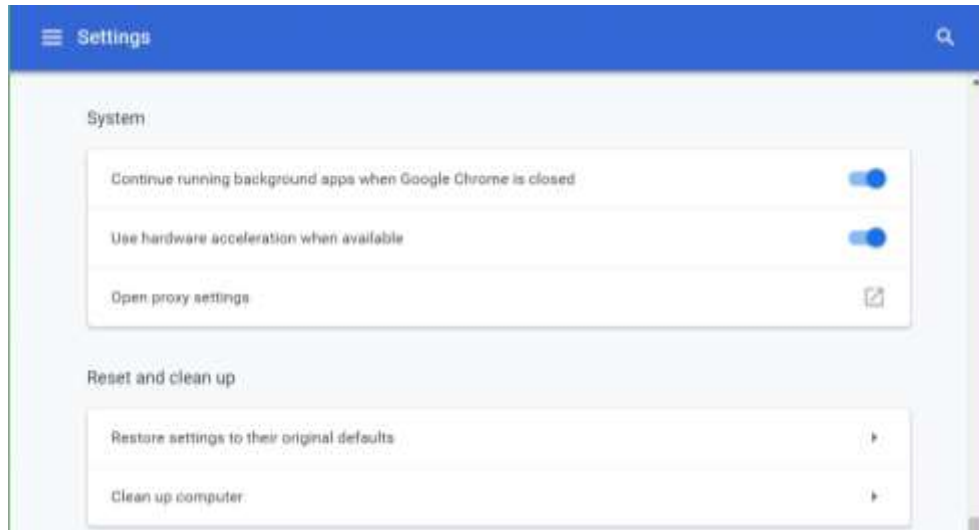 Settings
System
Continue running background apps when Google Chrome is closed
Use hardware acceleration when available
Open proxy settings
Reset and clean up
Restore settings to their original defaults
Clean up computer